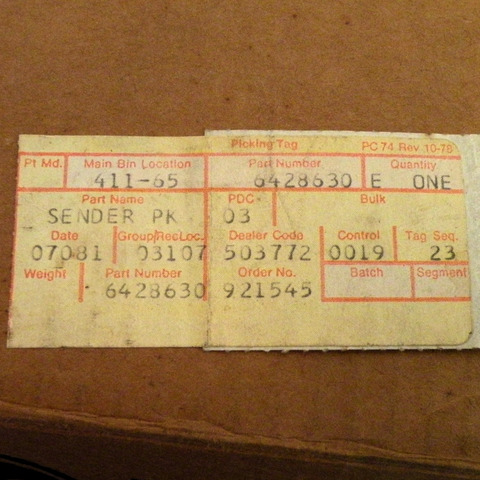 Picking Tag PC 74 Rev 10-78
Pt Md. Main Bin Location Part Number Quantity
411-65 6428630 E ONE
Part Name PDC Bulk
SENDER PK 03
Date Group/RecLoc. Dealer Code Control Tag Seq.
07081 03107 503772 0019 23
Weight Part Number Order No. Batch Segment
6428630 921545